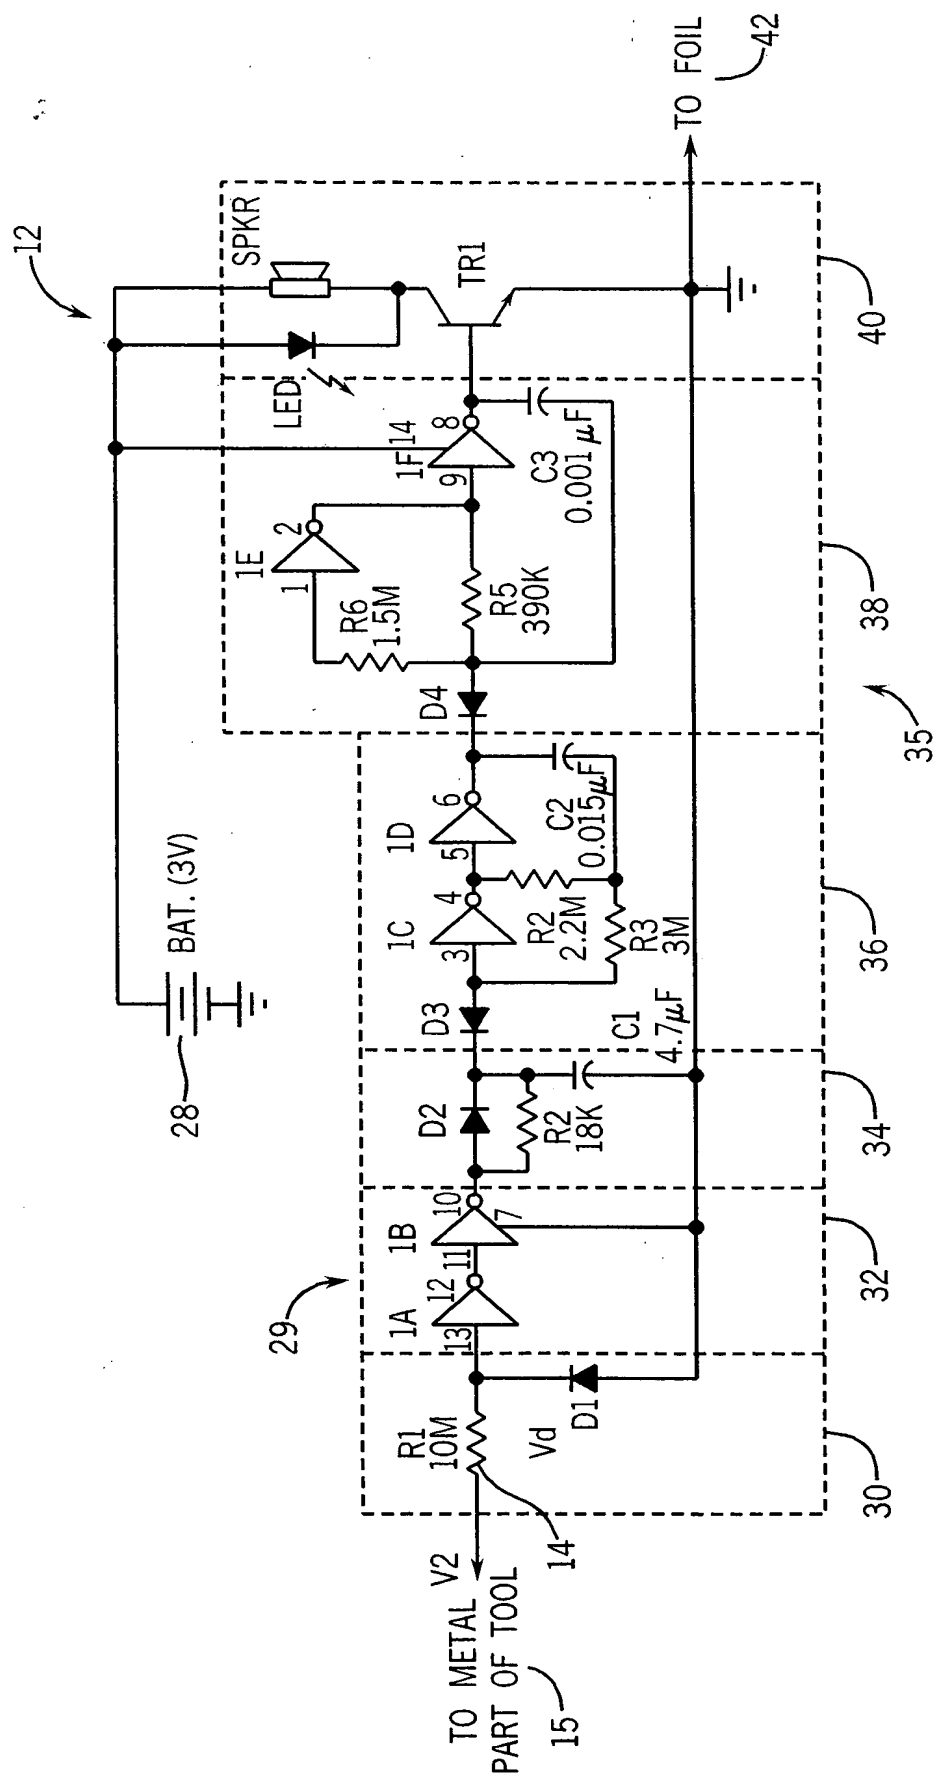 12
28
BAT. (3V)
SPKR
LED
TR1
1E
1
2
R6
1.5M
1F
14
9
8
R5
390K
C3
0.001 µF
D4
TO FOIL
42
29
V2
TO METAL
PART OF TOOL
15
14
R1
10M
Vd
D1
1A
13
12
1B
11
10
7
D2
R2
18K
C1
4.7µF
D3
1C
3
4
R2
2.2M
R3
3M
1D
5
6
C2
0.015µF
30
32
34
36
38
40
35